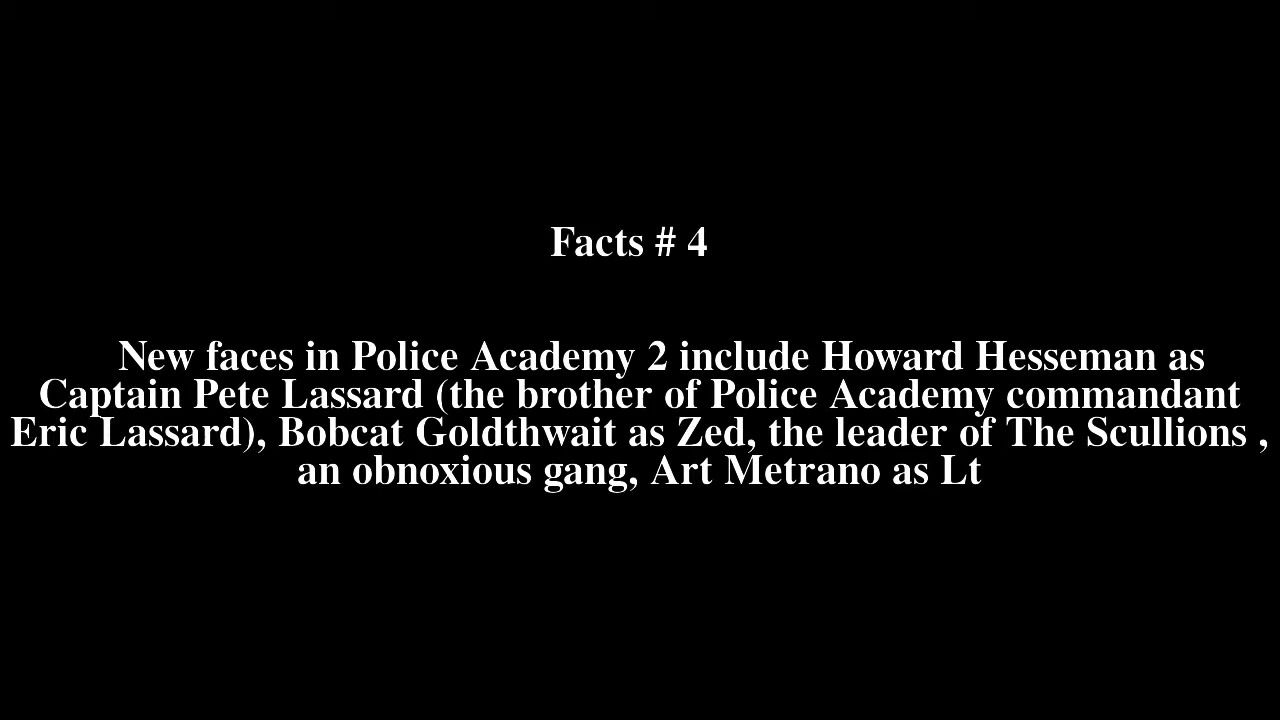 Facts # 4
New faces in Police Academy 2 include Howard Hesseman as
Captain Pete Lassard (the brother of Police Academy commandant
Eric Lassard), Bobcat Goldthwait as Zed, the leader of The Scullions ,
an obnoxious gang, Art Metrano as Lt